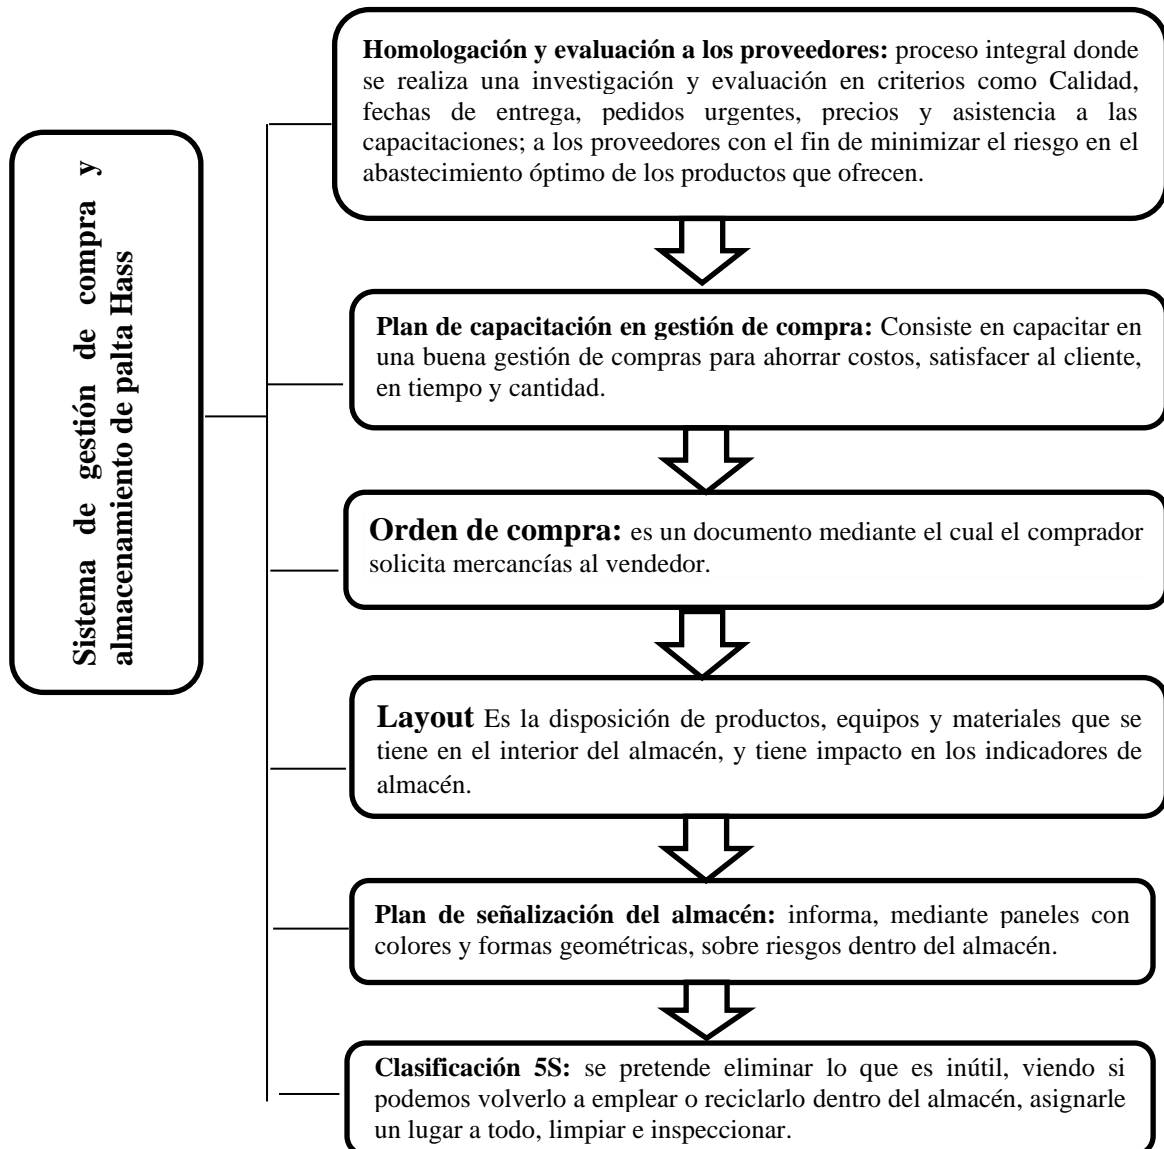 Sistema de gestión de compra y
almacenamiento de palta Hass
Homologación y evaluación a los proveedores: proceso integral donde
se realiza una investigación y evaluación en criterios como Calidad,
fechas de entrega, pedidos urgentes, precios y asistencia a las
capacitaciones; a los proveedores con el fin de minimizar el riesgo en el
abastecimiento óptimo de los productos que ofrecen.
Plan de capacitación en gestión de compra: Consiste en capacitar en
una buena gestión de compras para ahorrar costos, satisfacer al cliente,
en tiempo y cantidad.
Orden de compra: es un documento mediante el cual el comprador
solicita mercancías al vendedor.
Layout Es la disposición de productos, equipos y materiales que se
tiene en el interior del almacén, y tiene impacto en los indicadores de
almacén.
Plan de señalización del almacén: informa, mediante paneles con
colores y formas geométricas, sobre riesgos dentro del almacén.
Clasificación 5S: se pretende eliminar lo que es inútil, viendo si
podemos volverlo a emplear o reciclarlo dentro del almacén, asignarle
un lugar a todo, limpiar e inspeccionar.